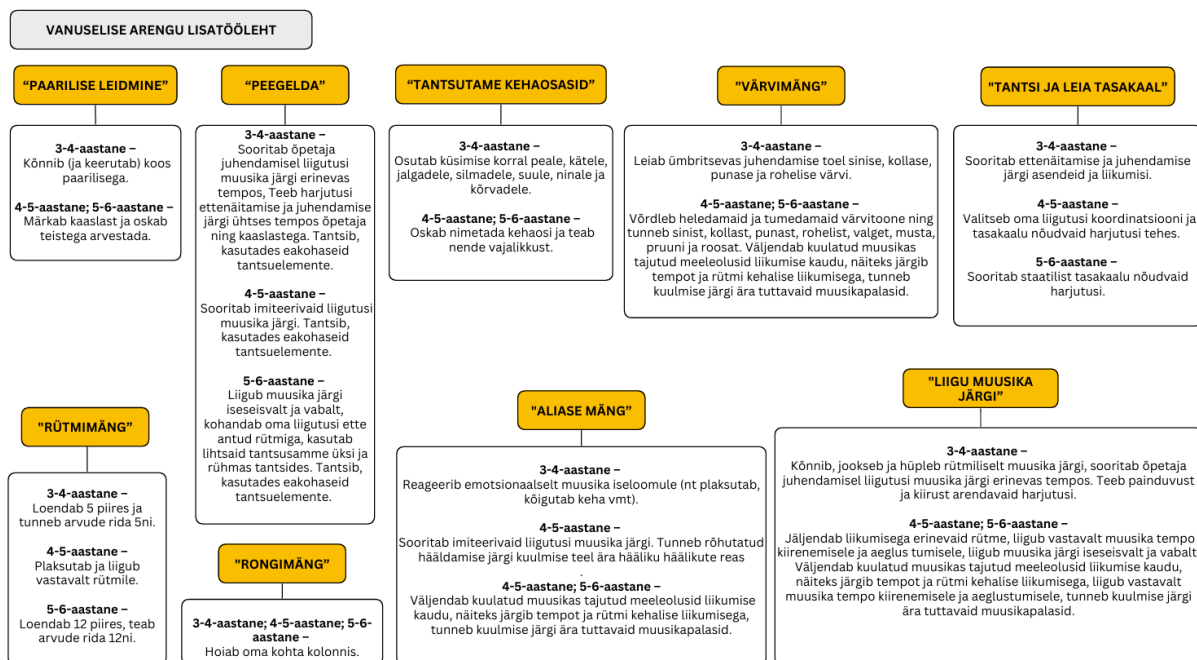 VANUSELISE ARENGU LISATÖÖLEHT
“PAARILISE LEIDMINE”
3-4-aastane –
Kõnnib (ja keerutab) koos
paarilisega.
4-5-aastane; 5-6-aastane –
Märkab kaaslast ja oskab
teistega arvestada.
“PEEGELDA”
3-4-aastane –
Sooritab õpetaja
juhendamisel liigutusi
muusika järgi erinevas
tempos, Teeb harjutusi
ettenäitamise ja juhendamise
järgi ühtses tempos õpetaja
ning kaaslastega. Tantsib,
kasutades eakohaseid
tantsuelemente.
4-5-aastane –
Sooritab imiteerivaid liigutusi
muusika järgi. Tantsib,
kasutades eakohaseid
tantsuelemente.
5-6-aastane –
Liigub muusika järgi
iseseisvalt ja vabalt,
kohandab oma liigutusi ette
antud rütmiga, kasutab
lihtsaid tantsusamme üksi ja
rühmas tantsides. Tantsib,
kasutades eakohaseid
tantsuelemente.
“TANTSUTAME KEHAOSASID”
3-4-aastane –
Osutab küsimise korral peale, kätele,
jalgadele, silmadele, suule, ninale ja
kõrvadele.
4-5-aastane; 5-6-aastane –
Oskab nimetada kehaosi ja teab
nende vajalikkust.
"VÄRVIMÄNG”
3-4-aastane –
Leiab ümbritsevas juhendamise toel sinise, kollase,
punase ja rohelise värvi.
4-5-aastane; 5-6-aastane –
Võrdleb heledamaid ja tumedamaid värvitoone ning
tunneb sinist, kollast, punast, rohelist, valget, musta,
pruuni ja roosat. Väljendab kuulatud muusikas
tajutud meeleolusid liikumise kaudu, näiteks järgib
tempot ja rütmi kehalise liikumisega, tunneb
kuulmise järgi ära tuttavaid muusikapalasid.
"TANTSI JA LEIA TASAKAAL”
3-4-aastane –
Sooritab ettenäitamise ja juhendamise
järgi asendeid ja liikumisi.
4-5-aastane –
Valitseb oma liigutusi koordinatsiooni ja
tasakaalu nõudvaid harjutusi tehes.
5-6-aastane –
Sooritab staatilist tasakaalu nõudvaid
harjutusi.
"RÜTMIMÄNG”
3-4-aastane –
Loendab 5 piires ja
tunneb arvude rida 5ni.
4-5-aastane –
Plaksutab ja liigub
vastavalt rütmile.
5-6-aastane –
Loendab 12 piires, teab
arvude rida 12ni.
"RONGIMÄNG”
3-4-aastane; 4-5-aastane; 5-6-
aastane –
Hoiab oma kohta kolonnis.
"ALIASE MÄNG”
3-4-aastane –
Reageerib emotsionaalselt muusika iseloomule (nt plaksutab,
kõigutab keha vmt).
4-5-aastane –
Sooritab imiteerivaid liigutusi muusika järgi. Tunneb rõhutatud
hääldamise järgi kuulmise teel ära hääliku häälikute reas
.
4-5-aastane; 5-6-aastane –
Väljendab kuulatud muusikas tajutud meeleolusid liikumise
kaudu, näiteks järgib tempot ja rütmi kehalise liikumisega,
tunneb kuulmise järgi ära tuttavaid muusikapalasid.
"LIIGU MUUSIKA
JÄRGI”
3-4-aastane –
Kõnnib, jookseb ja hüpleb rütmiliselt muusika järgi, sooritab õpetaja
juhendamisel liigutusi muusika järgi erinevas tempos. Teeb painduvust
ja kiirust arendavaid harjutusi.
4-5-aastane; 5-6-aastane –
Jäljendab liikumisega erinevaid rütme, liigub vastavalt muusika tempo
kiirenemisele ja aeglus tumisele, liigub muusika järgi iseseisvalt ja vabalt
Väljendab kuulatud muusikas tajutud meeleolusid liikumise kaudu,
näiteks järgib tempot ja rütmi kehalise liikumisega, liigub vastavalt
muusika tempo kiirenemisele ja aeglustumisele, tunneb kuulmise järgi
ära tuttavaid muusikapalasid.